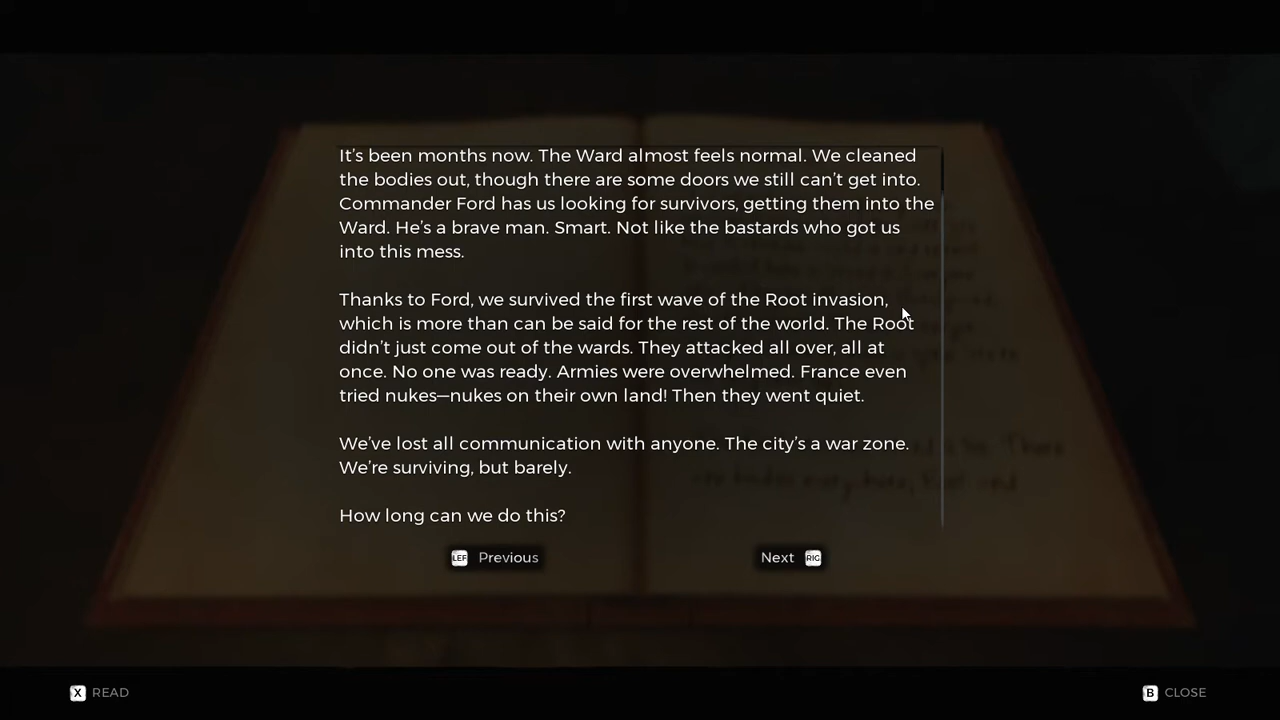 It's been months now. The Ward almost feels normal. We cleaned
the bodies out, though there are some doors we still can't get into.
Commander Ford has us looking for survivors, getting them into the
Ward. He's a brave man. Smart. Not like the bastards who got us
into this mess.
Thanks to Ford, we survived the first wave of the Root invasion,
which is more than can be said for the rest of the world. The Root
didn't just come out of the wards. They attacked all over, all at
once. No one was ready. Armies were overwhelmed. France even
tried nukes—nukes on their own land! Then they went quiet.
We've lost all communication with anyone. The city's a war zone.
We're surviving, but barely.
How long can we do this?
LEF Previous Next RIG
X READ B CLOSE